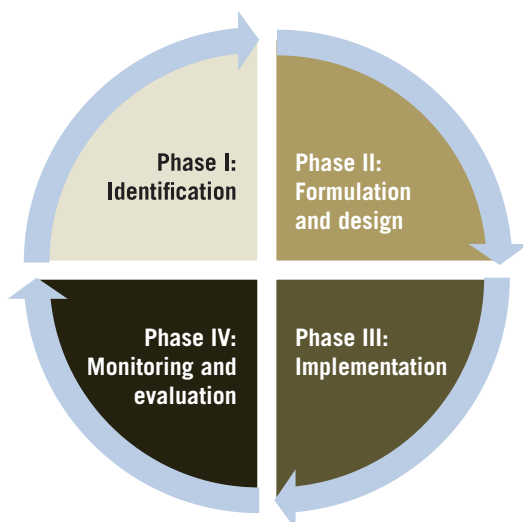 Phase I:
Identification
Phase II:
Formulation
and design
Phase III:
Implementation
Phase IV:
Monitoring and
evaluation